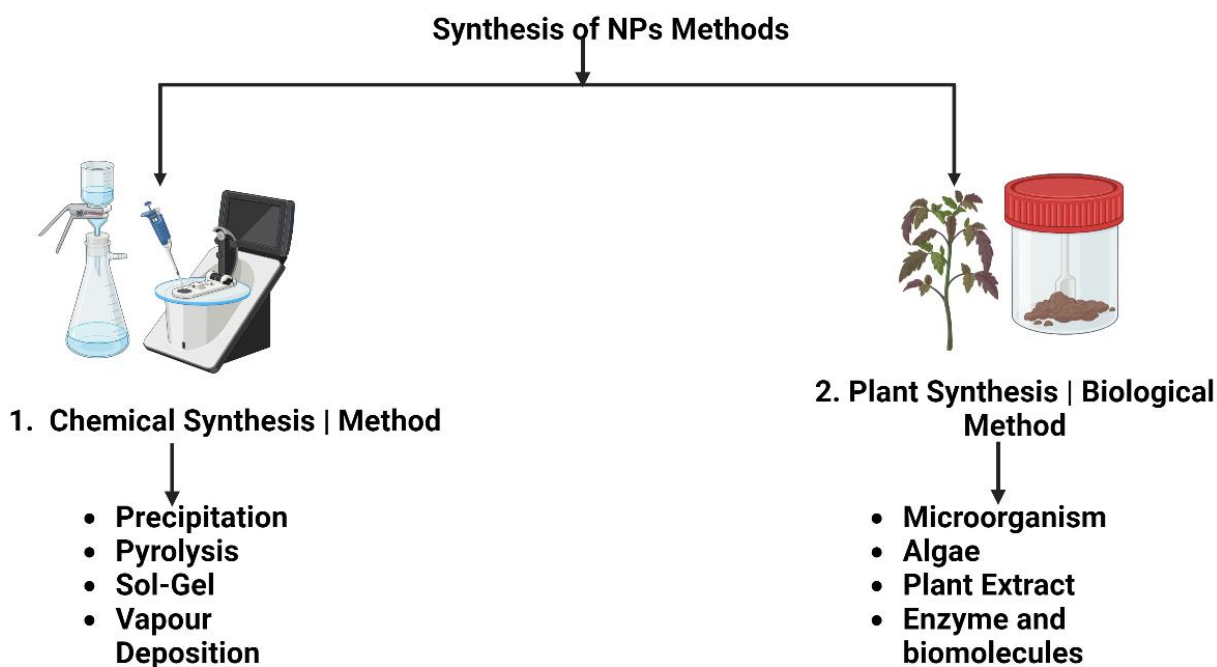 Synthesis of NPs Methods
1. Chemical Synthesis | Method
• Precipitation
• Pyrolysis
• Sol-Gel
• Vapour
Deposition
2. Plant Synthesis | Biological
Method
• Microorganism
• Algae
• Plant Extract
• Enzyme and
biomolecules